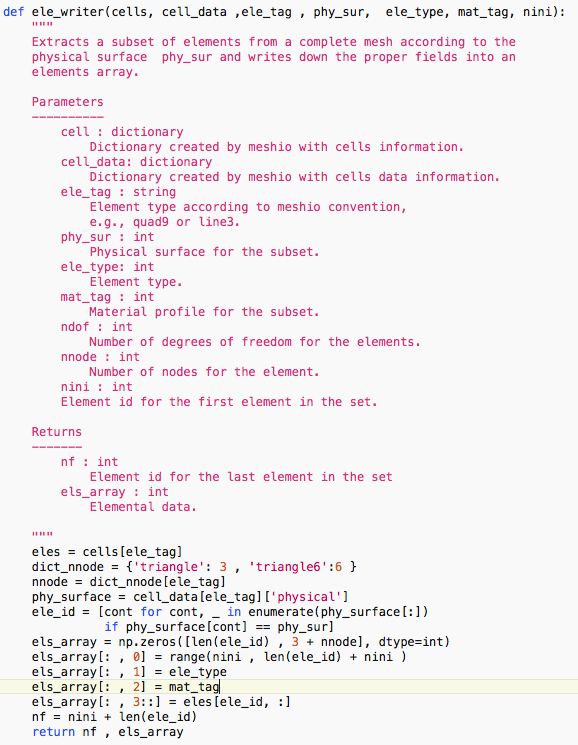 def ele_writer(cells, cell_data ,ele_tag , phy_sur,  ele_type, mat_tag, nini):
    """
    Extracts a subset of elements from a complete mesh according to the
    physical surface  phy_sur and writes down the proper fields into an
    elements array.

    Parameters
    ----------
        cell : dictionary
            Dictionary created by meshio with cells information.
        cell_data: dictionary
            Dictionary created by meshio with cells data information.
        ele_tag : string
            Element type according to meshio convention,
            e.g., quad9 or line3.
        phy_sur : int
            Physical surface for the subset.
        ele_type: int
            Element type.
        mat_tag : int
            Material profile for the subset.
        ndof : int
            Number of degrees of freedom for the elements.
        nnode : int
            Number of nodes for the element.
        nini : int
        Element id for the first element in the set.

    Returns
    -------
        nf : int
            Element id for the last element in the set
        els_array : int
            Elemental data.

    """
    eles = cells[ele_tag]
    dict_nnode = {'triangle': 3 , 'triangle6':6 }
    nnode = dict_nnode[ele_tag]
    phy_surface = cell_data[ele_tag]['physical']
    ele_id = [cont for cont, _ in enumerate(phy_surface[:])
              if phy_surface[cont] == phy_sur]
    els_array = np.zeros([len(ele_id) , 3 + nnode], dtype=int)
    els_array[: , 0] = range(nini , len(ele_id) + nini )
    els_array[: , 1] = ele_type
    els_array[: , 2] = mat_tag
    els_array[: , 3::] = eles[ele_id, :]
    nf = nini + len(ele_id)
    return nf , els_array